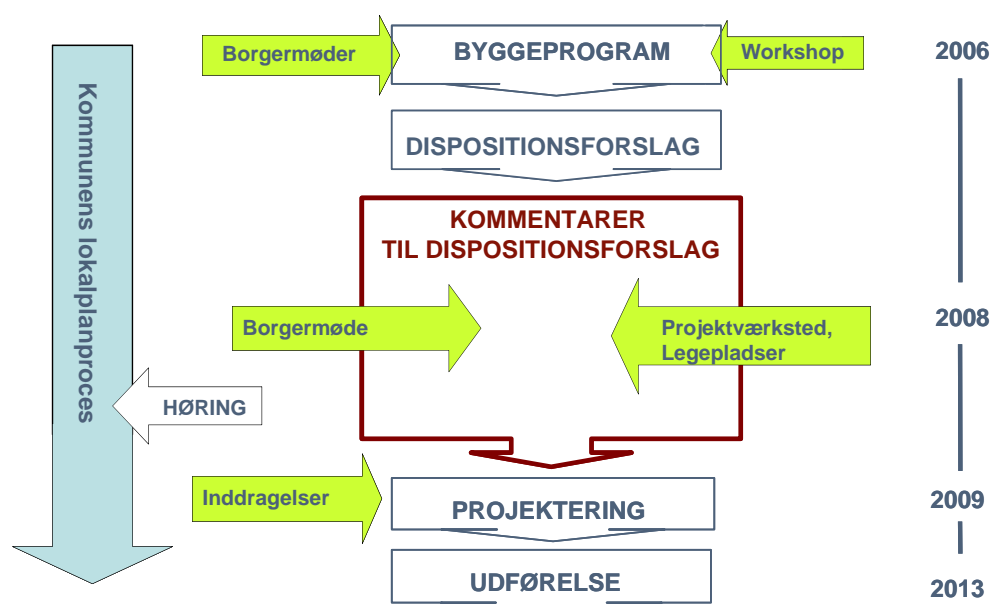 Kommunens lokalplanproces
Borgermøder
BYGGEPROGRAM
Workshop
2006
DISPOSITIONSFORSLAG
KOMMENTARER
TIL DISPOSITIONSFORSLAG
Borgermøde
Projektværksted,
Legepladser
2008
HØRING
Inddragelser
PROJEKTERING
2009
UDFØRELSE
2013